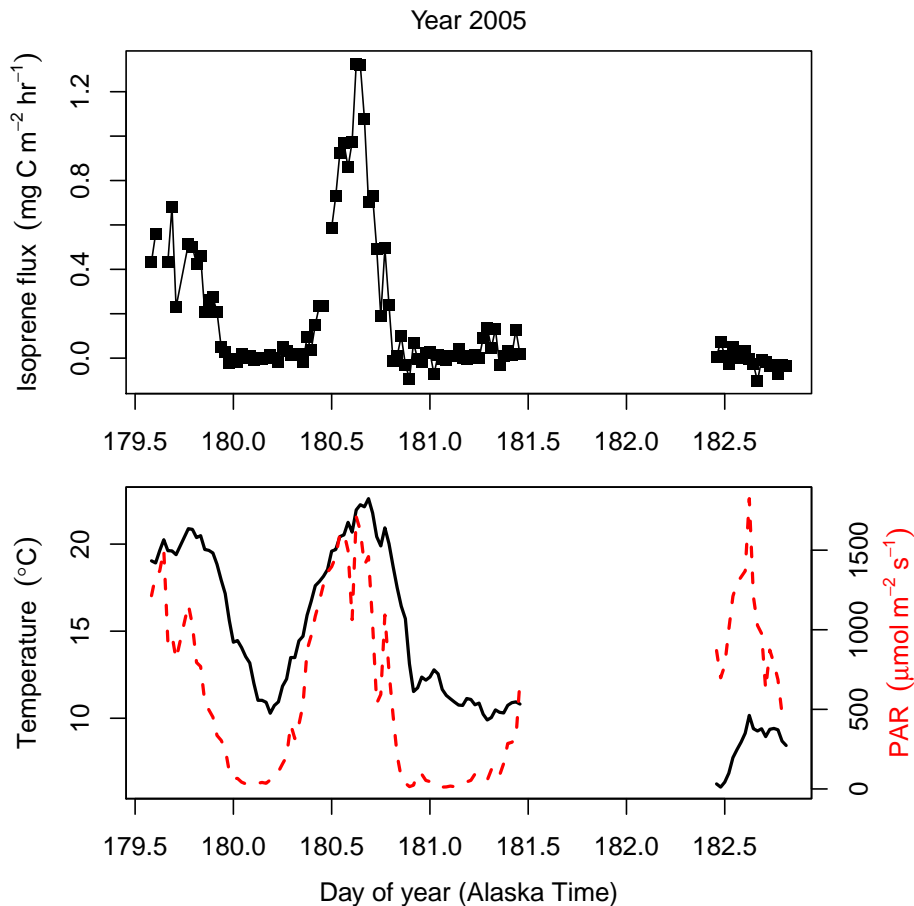 Year 2005
Isoprene flux (mg C m⁻² hr⁻¹)
1.2
0.8
0.4
0.0
179.5 180.0 180.5 181.0 181.5 182.0 182.5
Temperature (°C)
20
15
10
PAR (μmol m⁻² s⁻¹)
1500
1000
500
0
179.5 180.0 180.5 181.0 181.5 182.0 182.5
Day of year (Alaska Time)